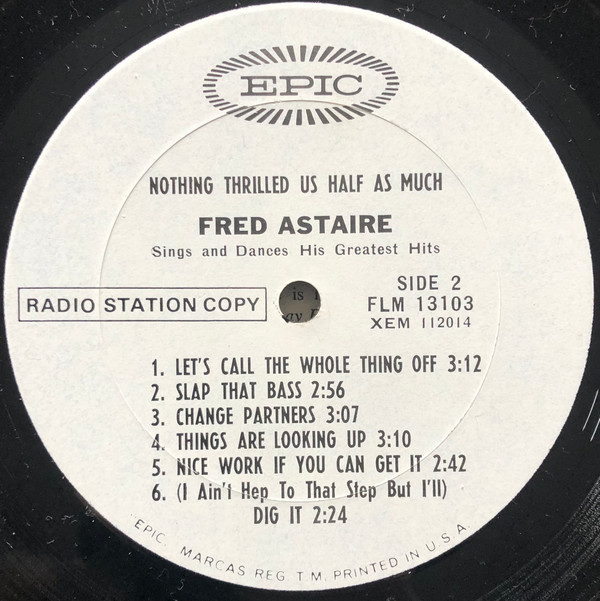 EPIC
NOTHING THRILLED US HALF AS MUCH
FRED ASTAIRE
Sings and Dances His Greatest Hits
RADIO STATION COPY
is
SIDE 2
FLM 13103
XEM 112014
1. LET'S CALL THE WHOLE THING OFF 3:12
2. SLAP THAT BASS 2:56
3. CHANGE PARTNERS 3:07
4. THINGS ARE LOOKING UP 3:10
5. NICE WORK IF YOU CAN GET IT 2:42
6. (I Ain't Hep To That Step But I'll)
DIG IT 2:24
EPIC, MARCAS REG T M. PRINTED IN U.S.A.